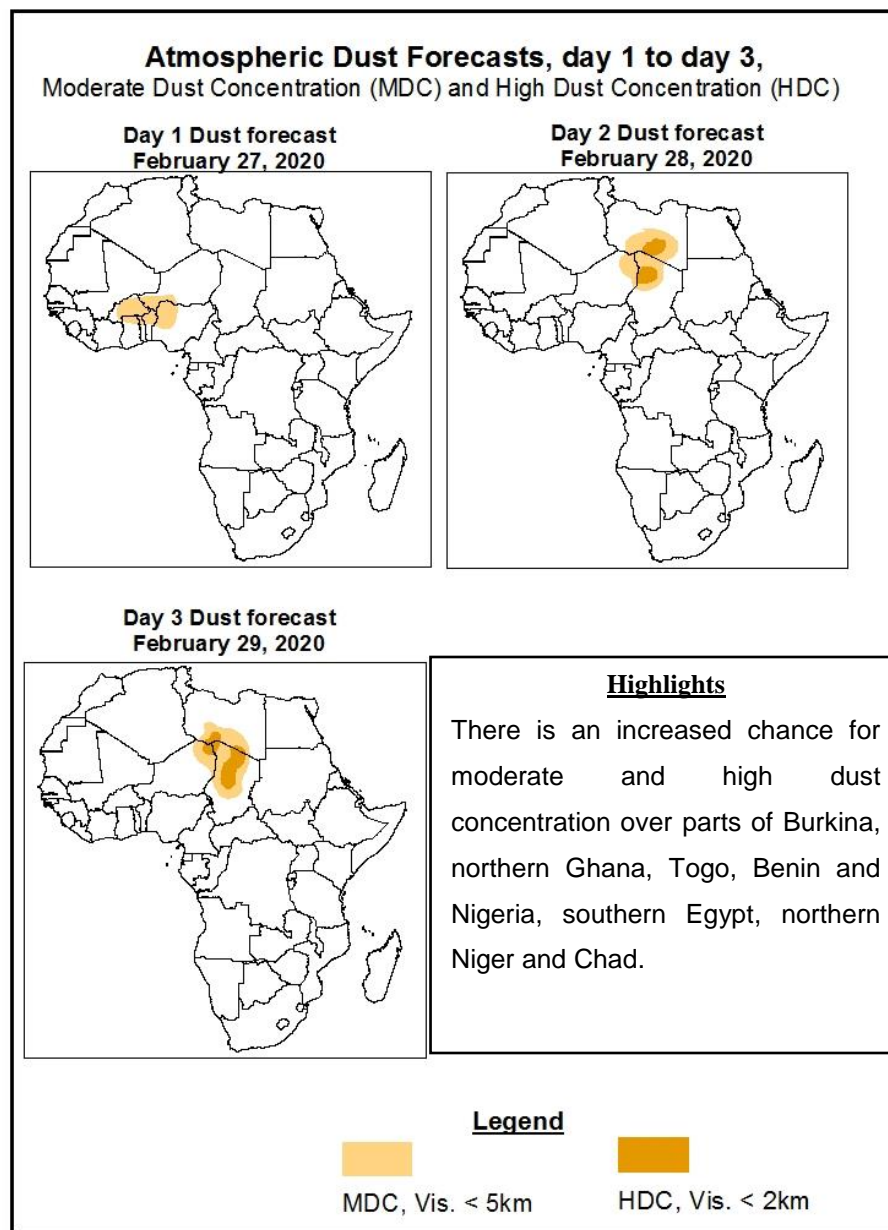 Atmospheric Dust Forecasts, day 1 to day 3,
Moderate Dust Concentration (MDC) and High Dust Concentration (HDC)
Day 1 Dust forecast
February 27, 2020
Day 2 Dust forecast
February 28, 2020
Day 3 Dust forecast
February 29, 2020
Highlights
There is an increased chance for
moderate and high dust
concentration over parts of Burkina,
northern Ghana, Togo, Benin and
Nigeria, southern Egypt, northern
Niger and Chad.
Legend
MDC, Vis. < 5km
HDC, Vis. < 2km